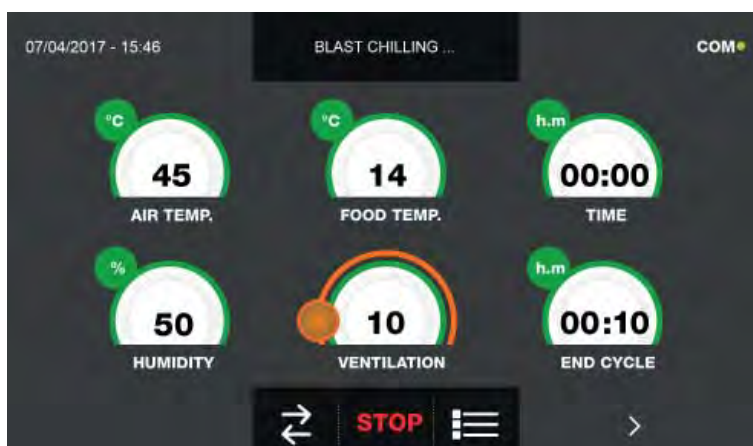 07/04/2017 - 15:46 BLAST CHILLING ... COM
°C °C h.m
45 14 00:00
AIR TEMP. FOOD TEMP. TIME
% h.m
50 10 00:10
HUMIDITY VENTILATION END CYCLE
STOP >